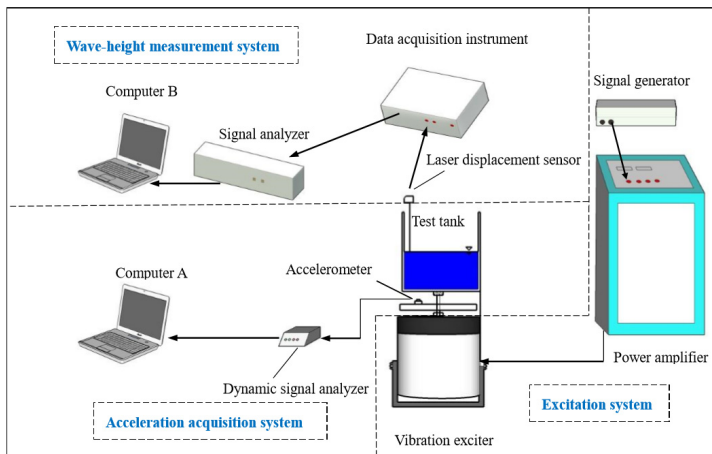 Wave-height measurement system
Data acquisition instrument
Signal generator
Computer B
Signal analyzer
Laser displacement sensor
Test tank
Computer A
Accelerometer
Power amplifier
Dynamic signal analyzer
Acceleration acquisition system
Excitation system
Vibration exciter